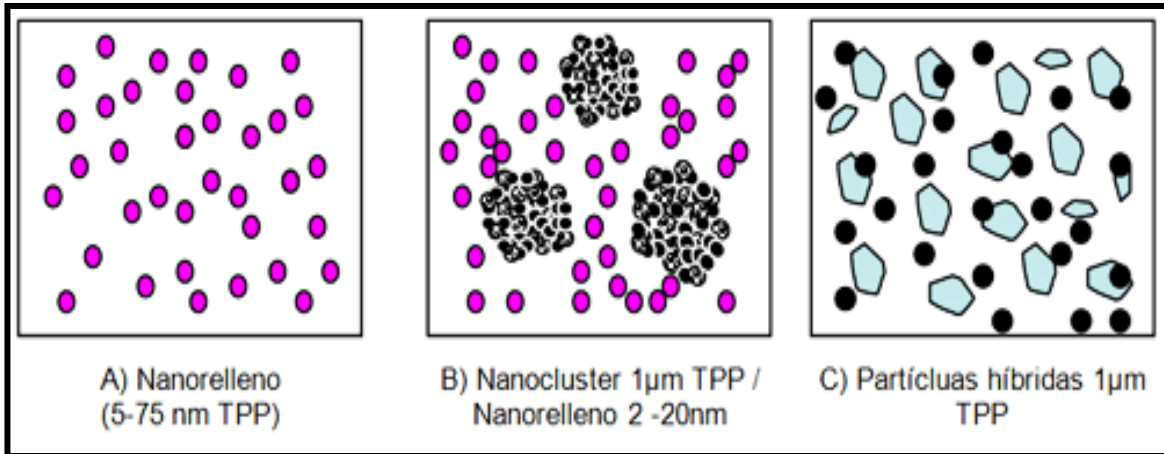 A) Nanorelleno
(5-75 nm TPP)
B) Nanocluster 1µm TPP /
Nanorelleno 2 -20nm
C) Partícluas híbridas 1µm
TPP